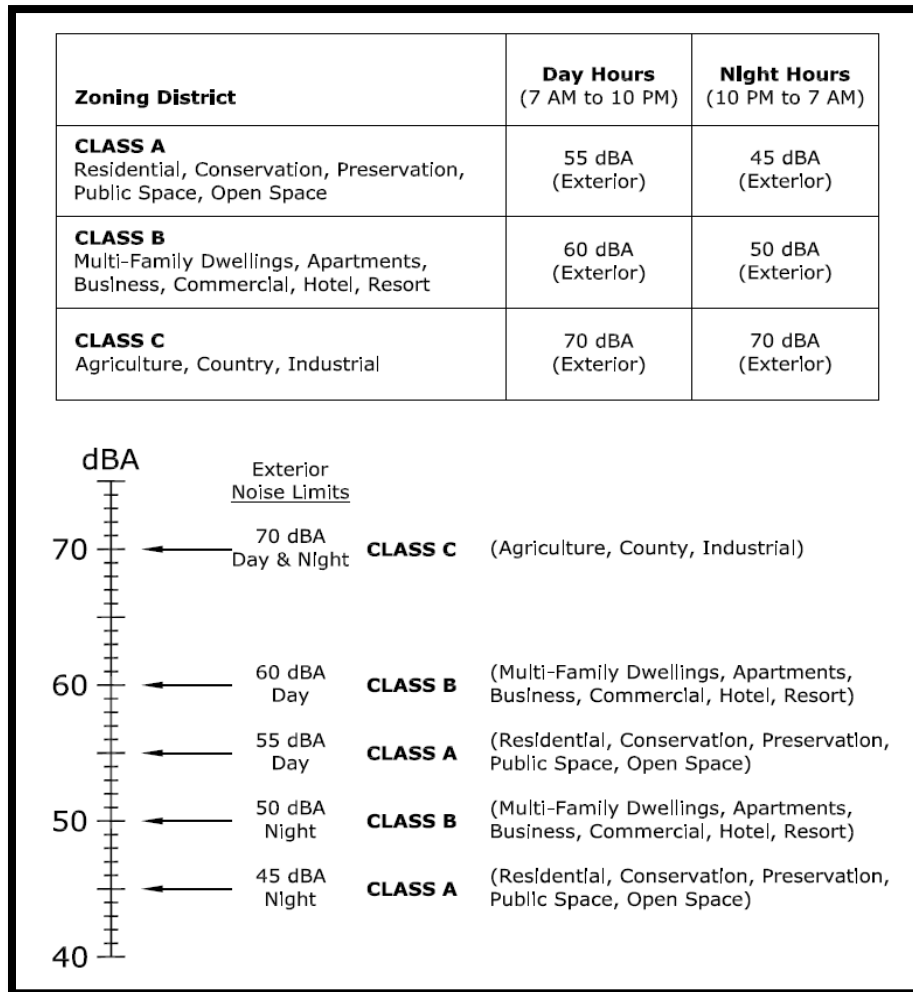 Zoning District
Day Hours
(7 AM to 10 PM)
Night Hours
(10 PM to 7 AM)
CLASS A
Residential, Conservation, Preservation,
Public Space, Open Space
55 dBA
(Exterior)
45 dBA
(Exterior)
CLASS B
Multi-Family Dwellings, Apartments,
Business, Commercial, Hotel, Resort
60 dBA
(Exterior)
50 dBA
(Exterior)
CLASS C
Agriculture, Country, Industrial
70 dBA
(Exterior)
70 dBA
(Exterior)
dBA
Exterior
Noise Limits
70
70 dBA
Day & Night
CLASS C
(Agriculture, County, Industrial)
60
60 dBA
Day
CLASS B
(Multi-Family Dwellings, Apartments,
Business, Commercial, Hotel, Resort)
55 dBA
Day
CLASS A
(Residential, Conservation, Preservation,
Public Space, Open Space)
50
50 dBA
Night
CLASS B
(Multi-Family Dwellings, Apartments,
Business, Commercial, Hotel, Resort)
45 dBA
Night
CLASS A
(Residential, Conservation, Preservation,
Public Space, Open Space)
40